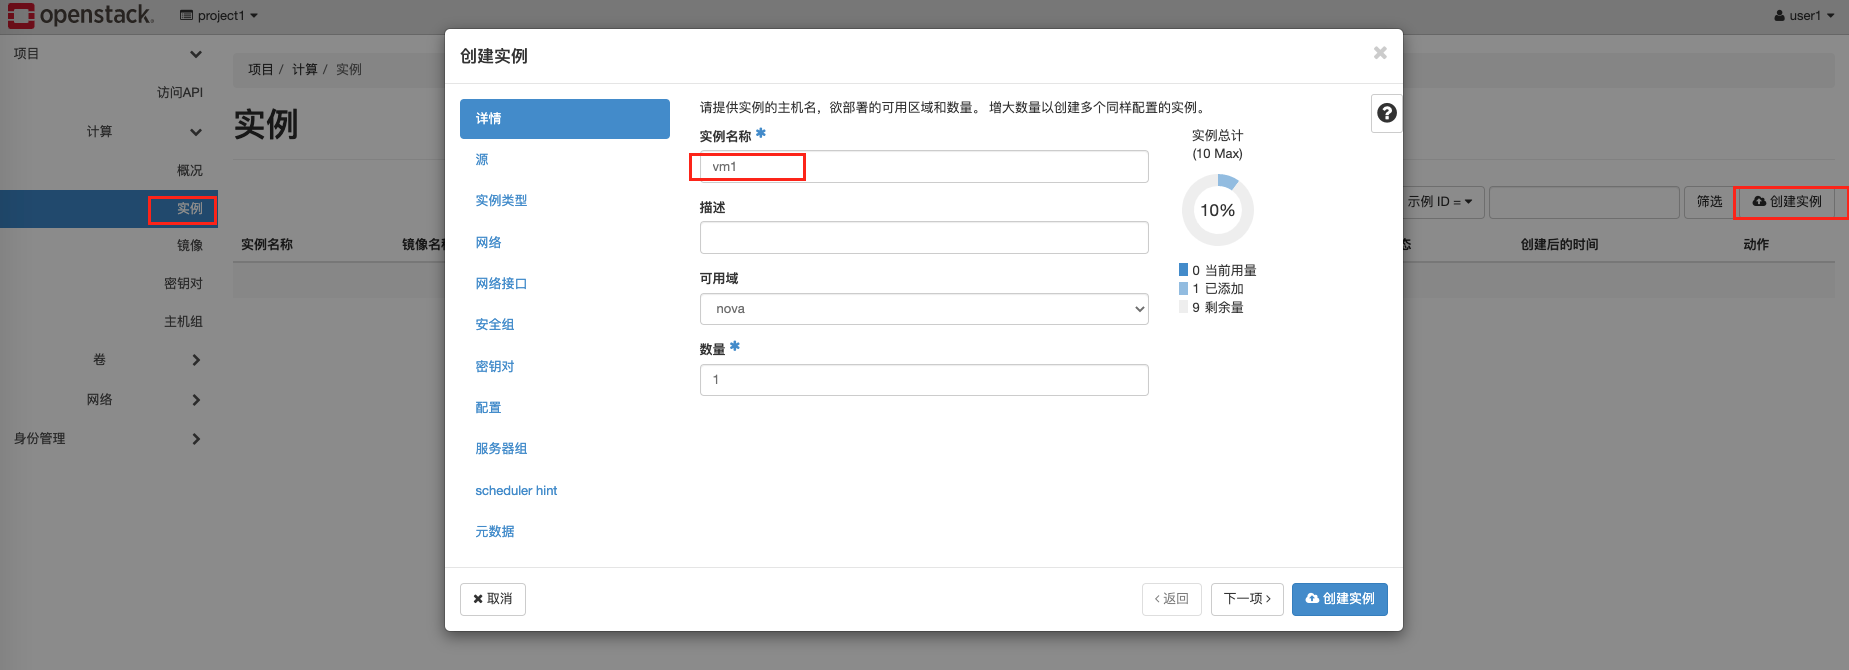 openstack. project1 user1
项目
访问API
计算
概况
实例
镜像
密钥对
主机组
卷
网络
身份管理
项目 / 计算 / 实例
实例
示例 ID = 筛选 创建实例
实例名称 镜像名称 态 创建后的时间 动作
创建实例
详情
源
实例类型
网络
网络接口
安全组
密钥对
配置
服务器组
scheduler hint
元数据
请提供实例的主机名，欲部署的可用区域和数量。 增大数量以创建多个同样配置的实例。
实例名称 *
vm1
描述
可用域
nova
数量 *
1
实例总计
(10 Max)
10%
0 当前用量
1 已添加
9 剩余量
取消 ‹ 返回 下一项 › 创建实例